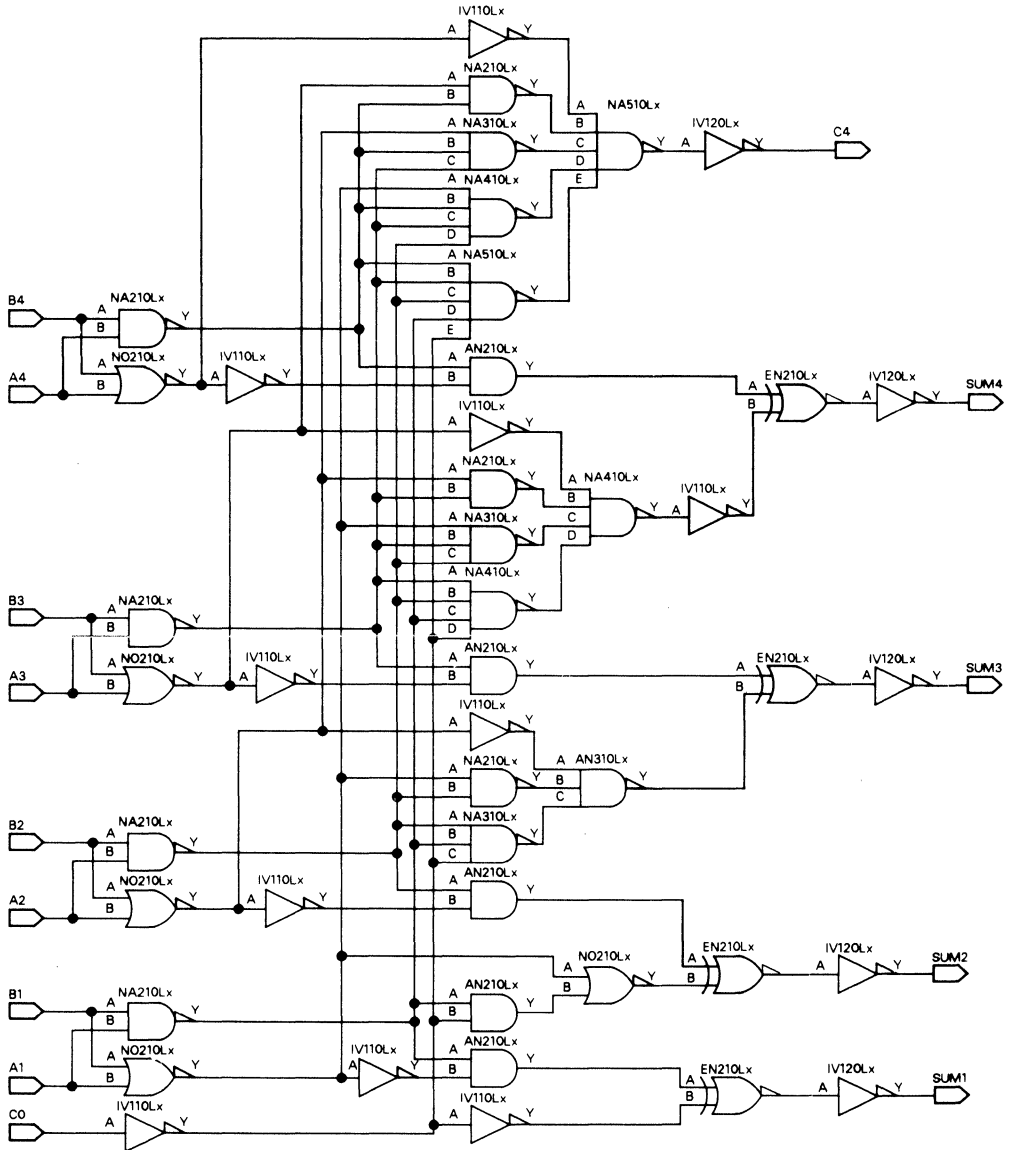 IV110Lx
A Y
NA210Lx
A Y
B
A NA510Lx
B
NA310Lx
A Y
B
C
C Y
D
E
IV120Lx
A Y
C4
NA410Lx
A
B Y
C
D
NA510Lx
A
B
C Y
D
E
B4
NA210Lx
A Y
B
A4
NO210Lx
A Y
B
IV110Lx
A Y
AN210Lx
A Y
B
EN210Lx
A
B
IV120Lx
A Y
SUM4
IV110Lx
A Y
NA210Lx
A Y
B
NA410Lx
A
B Y
C
D
IV110Lx
A Y
NA310Lx
A Y
B
C
NA410Lx
A
B Y
C
D
B3
NA210Lx
A Y
B
A3
NO210Lx
A Y
B
IV110Lx
A Y
AN210Lx
A Y
B
EN210Lx
A
B
IV120Lx
A Y
SUM3
IV110Lx
A Y
NA210Lx
A Y
B
AN310Lx
A Y
B
C
NA310Lx
A Y
B
C
B2
NA210Lx
A Y
B
A2
NO210Lx
A Y
B
IV110Lx
A Y
AN210Lx
A Y
B
NO210Lx
A Y
B
EN210Lx
A
B
IV120Lx
A Y
SUM2
B1
NA210Lx
A Y
B
AN210Lx
A Y
B
A1
NO210Lx
A Y
B
IV110Lx
A Y
AN210Lx
A Y
B
EN210Lx
A
B
IV120Lx
A Y
SUM1
C0
IV110Lx
A Y
IV110Lx
A Y